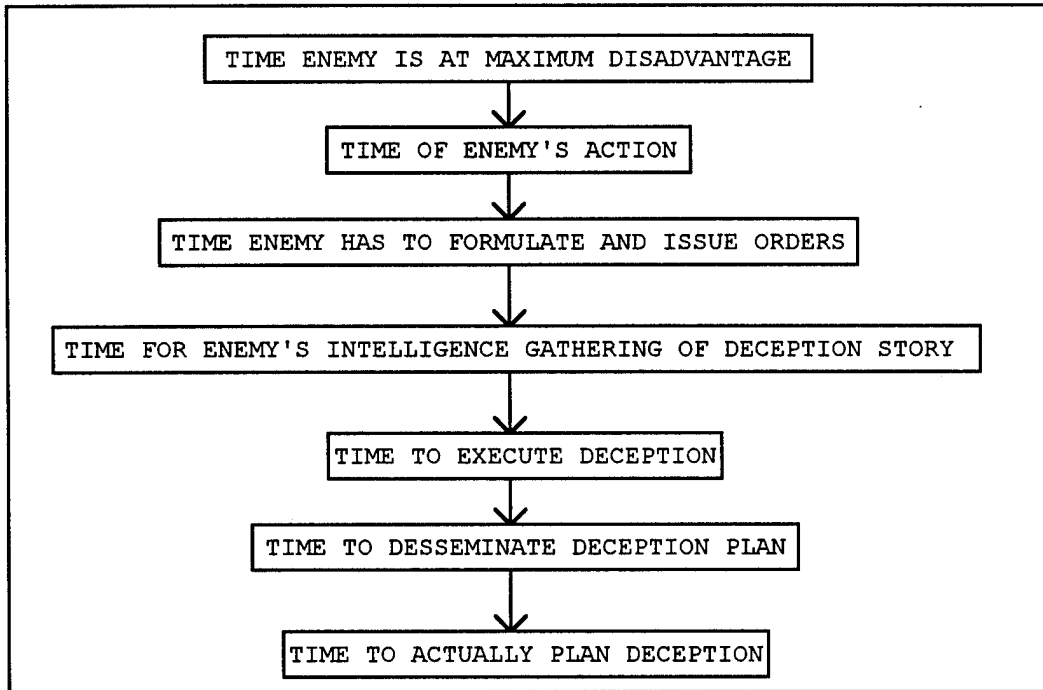 TIME ENEMY IS AT MAXIMUM DISADVANTAGE
TIME OF ENEMY'S ACTION
TIME ENEMY HAS TO FORMULATE AND ISSUE ORDERS
TIME FOR ENEMY'S INTELLIGENCE GATHERING OF DECEPTION STORY
TIME TO EXECUTE DECEPTION
TIME TO DESSEMINATE DECEPTION PLAN
TIME TO ACTUALLY PLAN DECEPTION